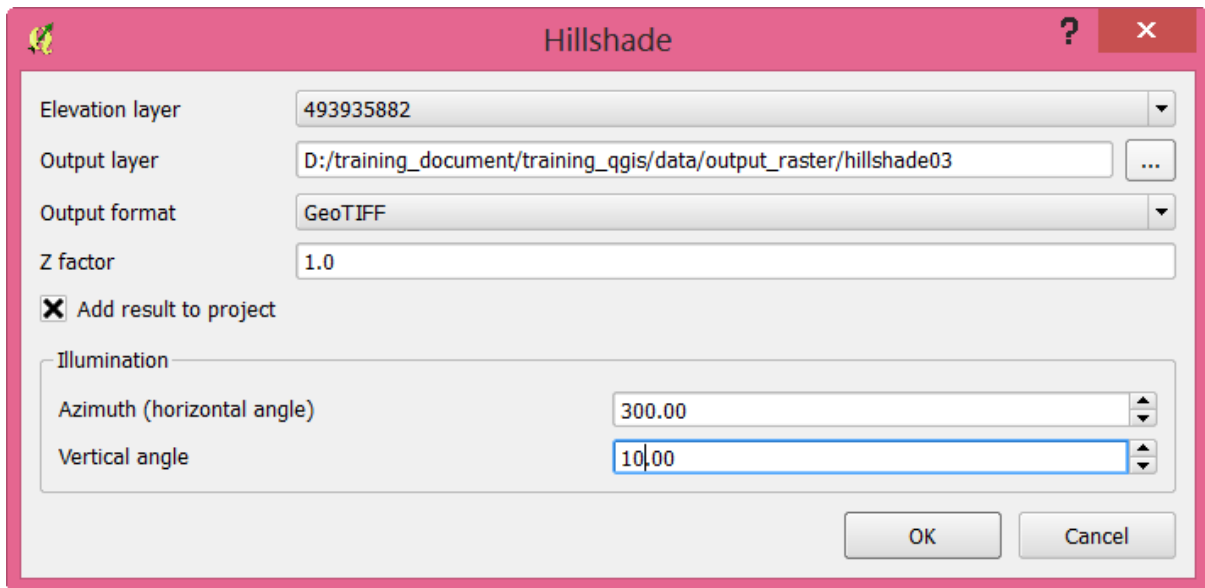 Hillshade ?
Elevation layer 493935882
Output layer D:/training_document/training_qgis/data/output_raster/hillshade03 ...
Output format GeoTIFF
Z factor 1.0
Add result to project
Illumination
Azimuth (horizontal angle) 300.00
Vertical angle 10.00
OK Cancel